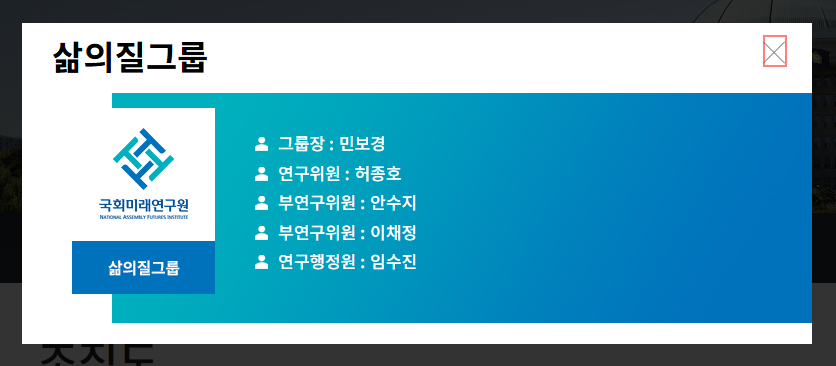 삶의질그룹
국회미래연구원
NATIONAL ASSEMBLY FUTURES INSTITUTE
삶의질그룹
그룹장 : 민보경
연구위원 : 허종호
부연구위원 : 안수지
부연구위원 : 이채정
연구행정원 : 임수진
조직도